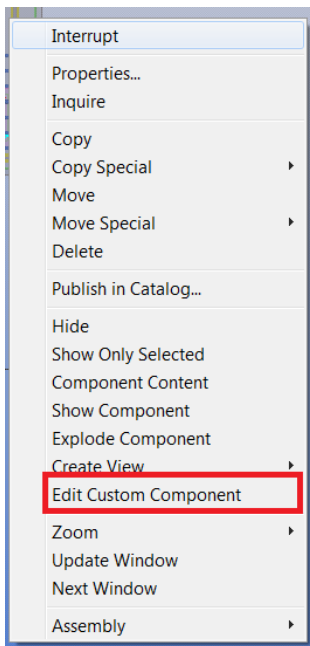 Interrupt
Properties...
Inquire
Copy
Copy Special
Move
Move Special
Delete
Publish in Catalog...
Hide
Show Only Selected
Component Content
Show Component
Explode Component
Create View
Edit Custom Component
Zoom
Update Window
Next Window
Assembly